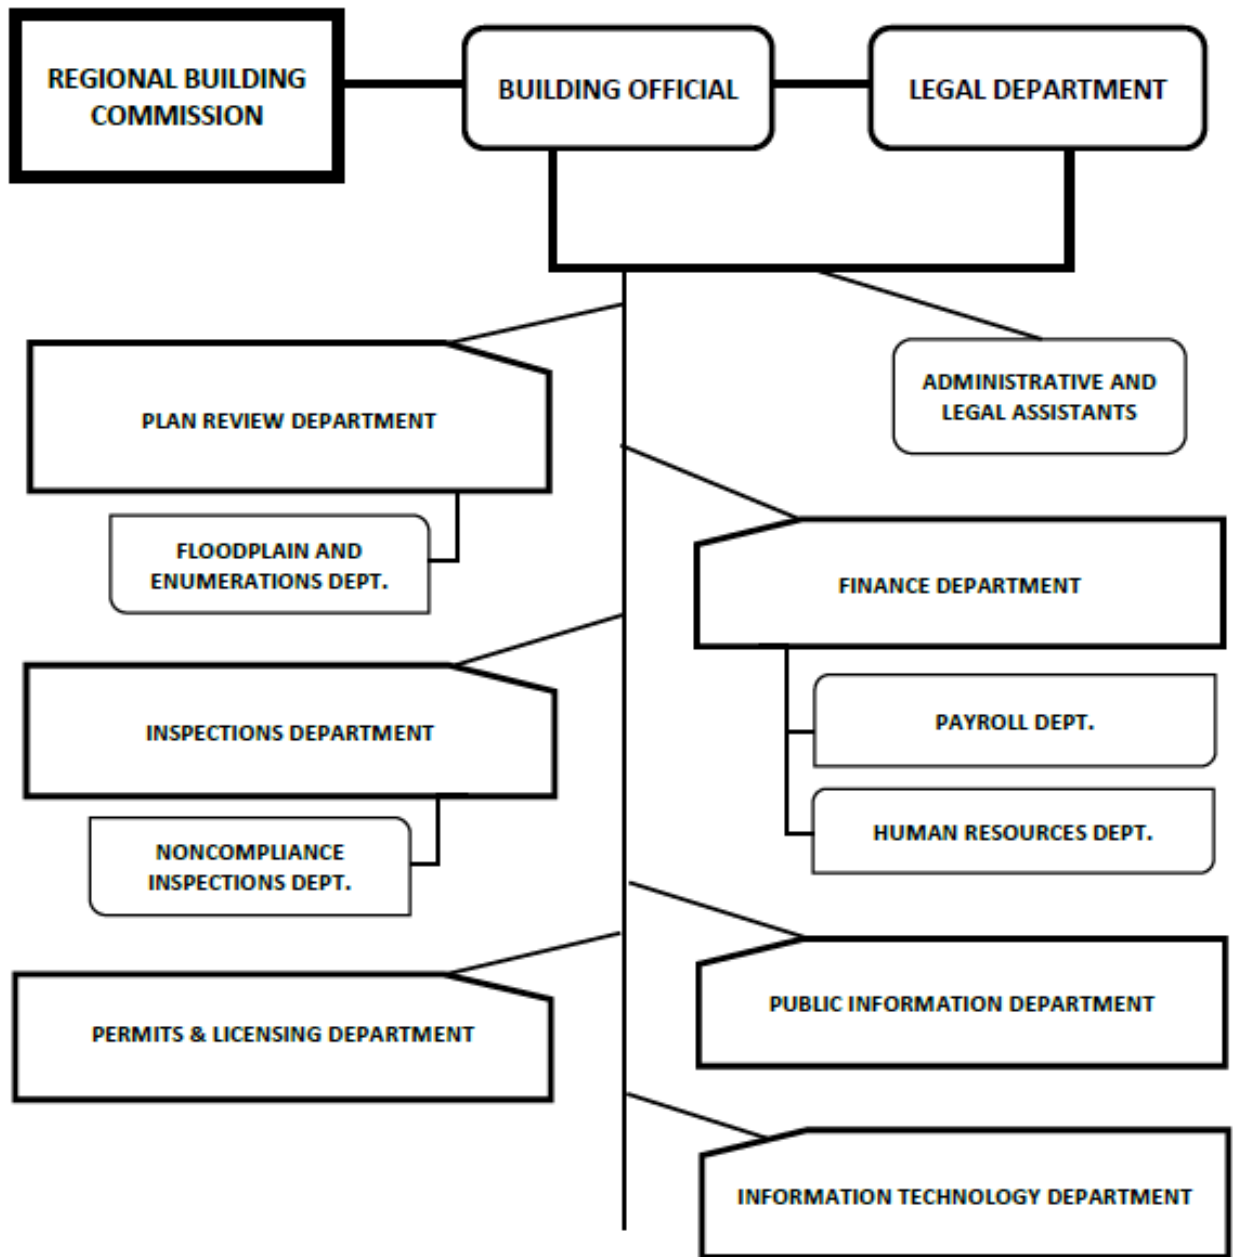 REGIONAL BUILDING
COMMISSION
BUILDING OFFICIAL
LEGAL DEPARTMENT
ADMINISTRATIVE AND
LEGAL ASSISTANTS
PLAN REVIEW DEPARTMENT
FLOODPLAIN AND
ENUMERATIONS DEPT.
FINANCE DEPARTMENT
PAYROLL DEPT.
HUMAN RESOURCES DEPT.
INSPECTIONS DEPARTMENT
NONCOMPLIANCE
INSPECTIONS DEPT.
PUBLIC INFORMATION DEPARTMENT
PERMITS & LICENSING DEPARTMENT
INFORMATION TECHNOLOGY DEPARTMENT